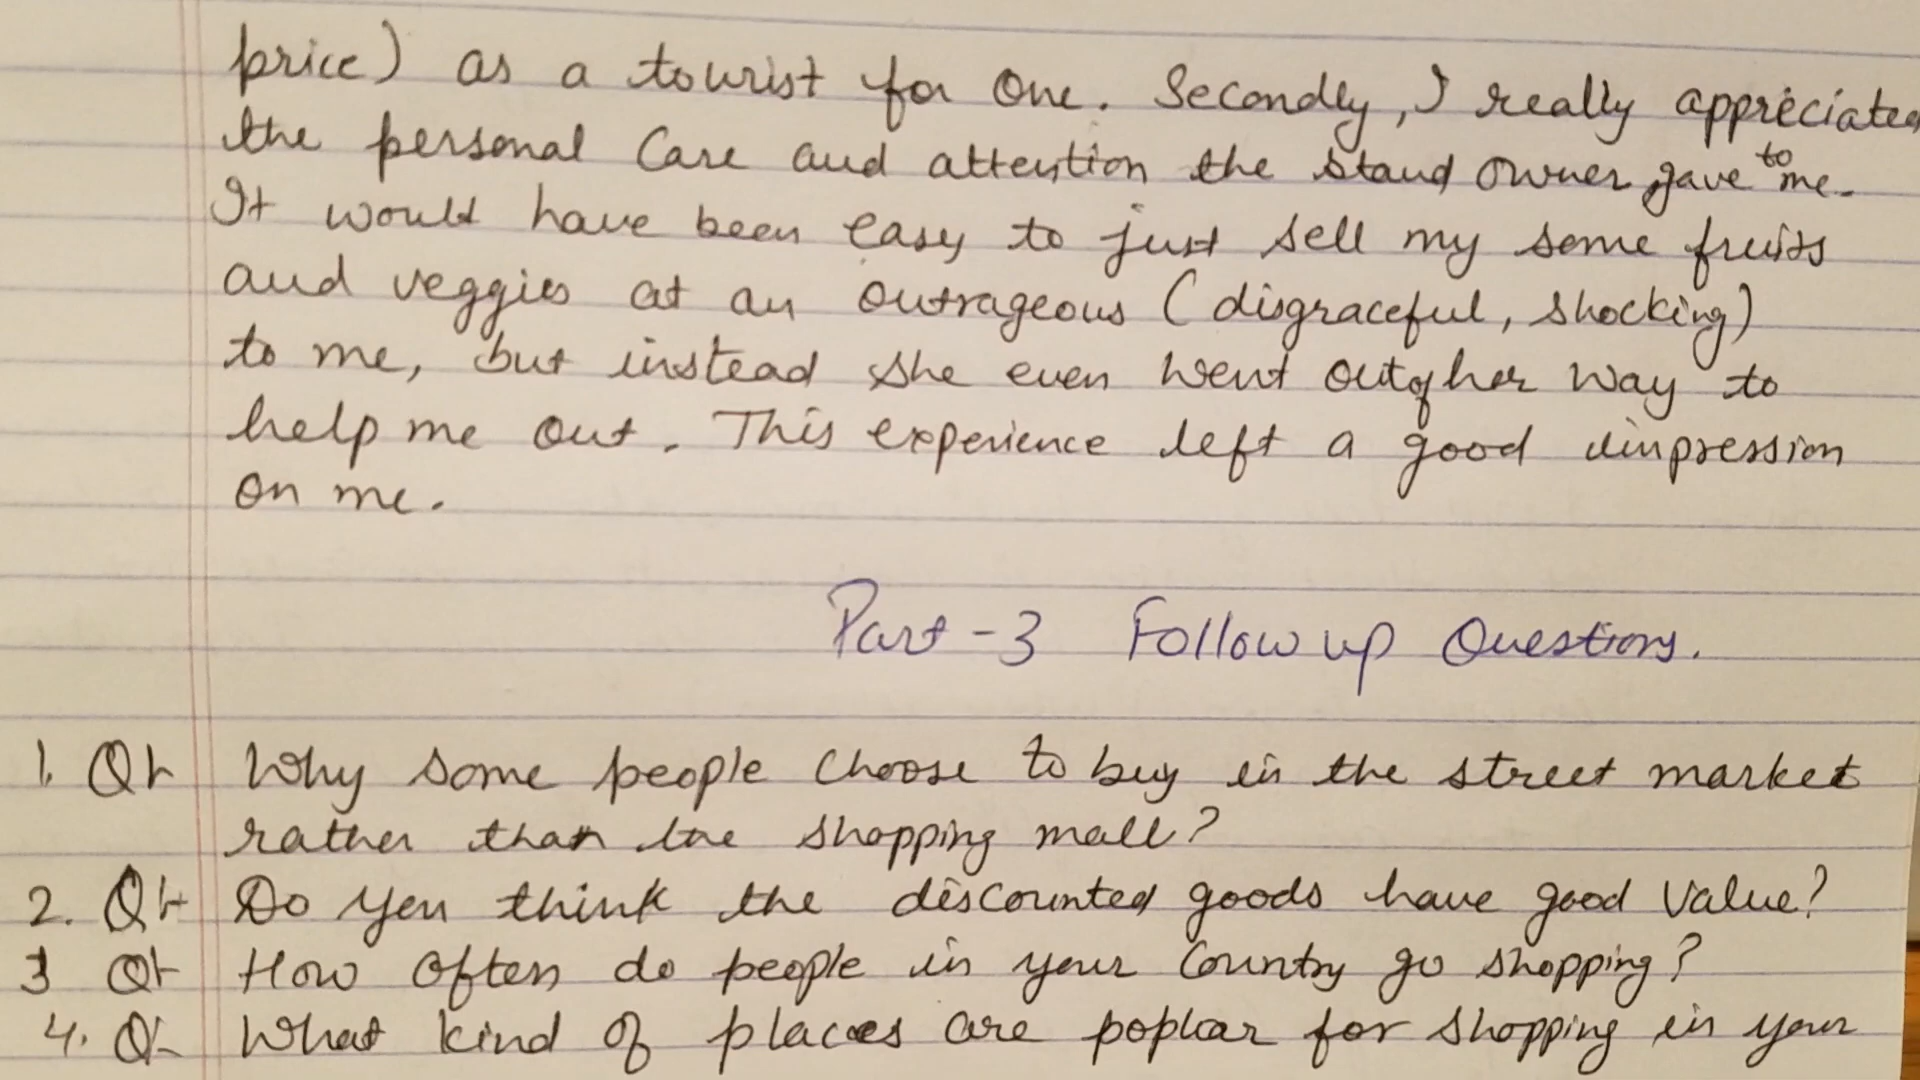 price) as a tourist for one. Secondly, I really appreciated
the personal care and attention the stand owner gave to me.
It would have been easy to just sell my some fruits
and veggies at an outrageous (disgraceful, shocking)
to me, but instead she even went out of her way to
help me out. This experience left a good impression
on me.
Part-3 Follow up Questions.
1. Q⊢ Why some people choose to buy in the street market
rather than the shopping mall?
2. Q⊢ Do you think the discounted goods have good value?
3 Q⊢ How often do people in your country go shopping?
4. Q- What kind of places are poplar for shopping in your